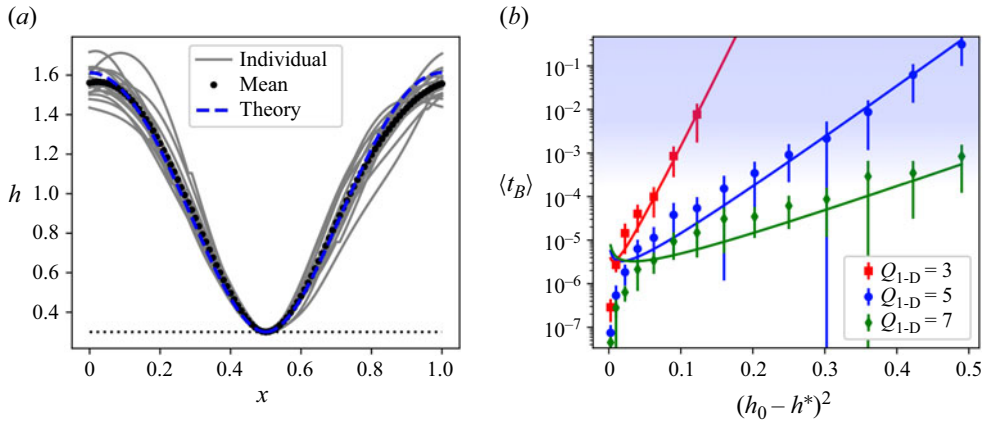 (a)
1.6
1.4
1.2
1.0
0.8
0.6
0.4
h
0
0.2
0.4
0.6
0.8
1.0
x
Individual
Mean
Theory
(b)
10⁻¹
10⁻²
10⁻³
10⁻⁴
10⁻⁵
10⁻⁶
10⁻⁷
⟨t_B⟩
0
0.1
0.2
0.3
0.4
0.5
(h₀ – h*)²
Q₁₋D = 3
Q₁₋D = 5
Q₁₋D = 7